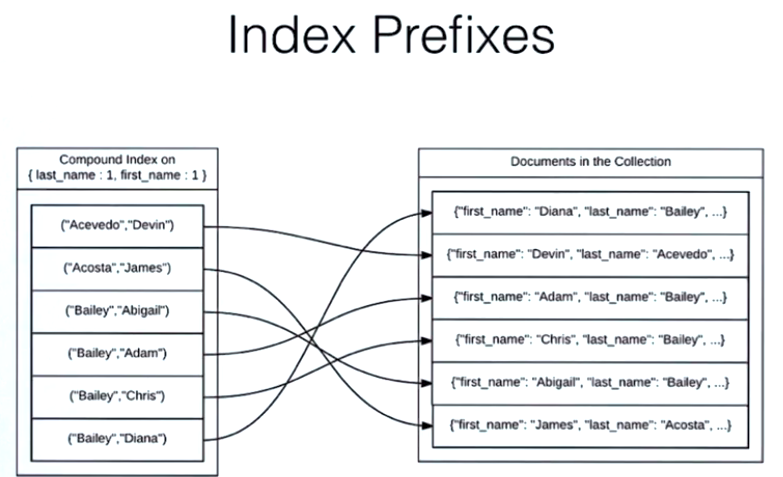 Index Prefixes
Compound Index on
{ last_name : 1, first_name : 1 }
("Acevedo","Devin")
("Acosta","James")
("Bailey","Abigail")
("Bailey","Adam")
("Bailey","Chris")
("Bailey","Diana")
Documents in the Collection
{"first_name": "Diana", "last_name": "Bailey", ...}
{"first_name": "Devin", "last_name": "Acevedo", ...}
{"first_name": "Adam", "last_name": "Bailey", ...}
{"first_name": "Chris", "last_name": "Bailey", ...}
{"first_name": "Abigail", "last_name": "Bailey", ...}
{"first_name": "James", "last_name": "Acosta", ...}